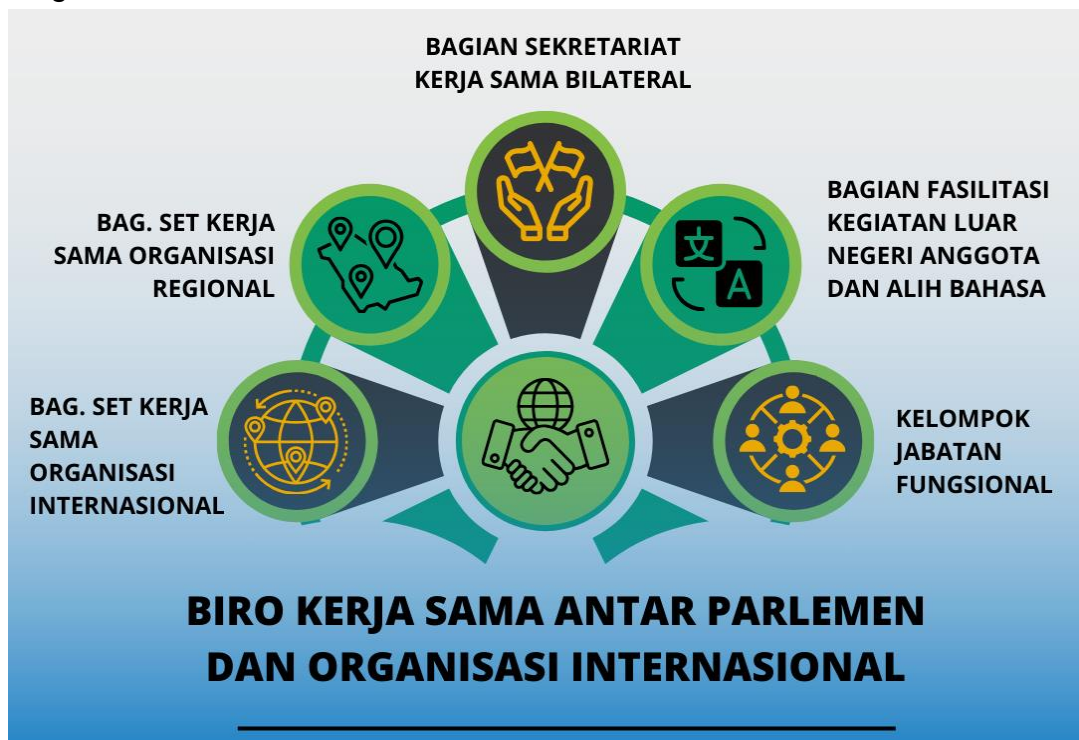 BAGIAN SEKRETARIAT
KERJA SAMA BILATERAL
BAG. SET KERJA
SAMA ORGANISASI
REGIONAL
BAGIAN FASILITASI
KEGIATAN LUAR
NEGERI ANGGOTA
DAN ALIH BAHASA
文
A
BAG. SET KERJA
SAMA
ORGANISASI
INTERNASIONAL
KELOMPOK
JABATAN
FUNGSIONAL
BIRO KERJA SAMA ANTAR PARLEMEN
DAN ORGANISASI INTERNASIONAL